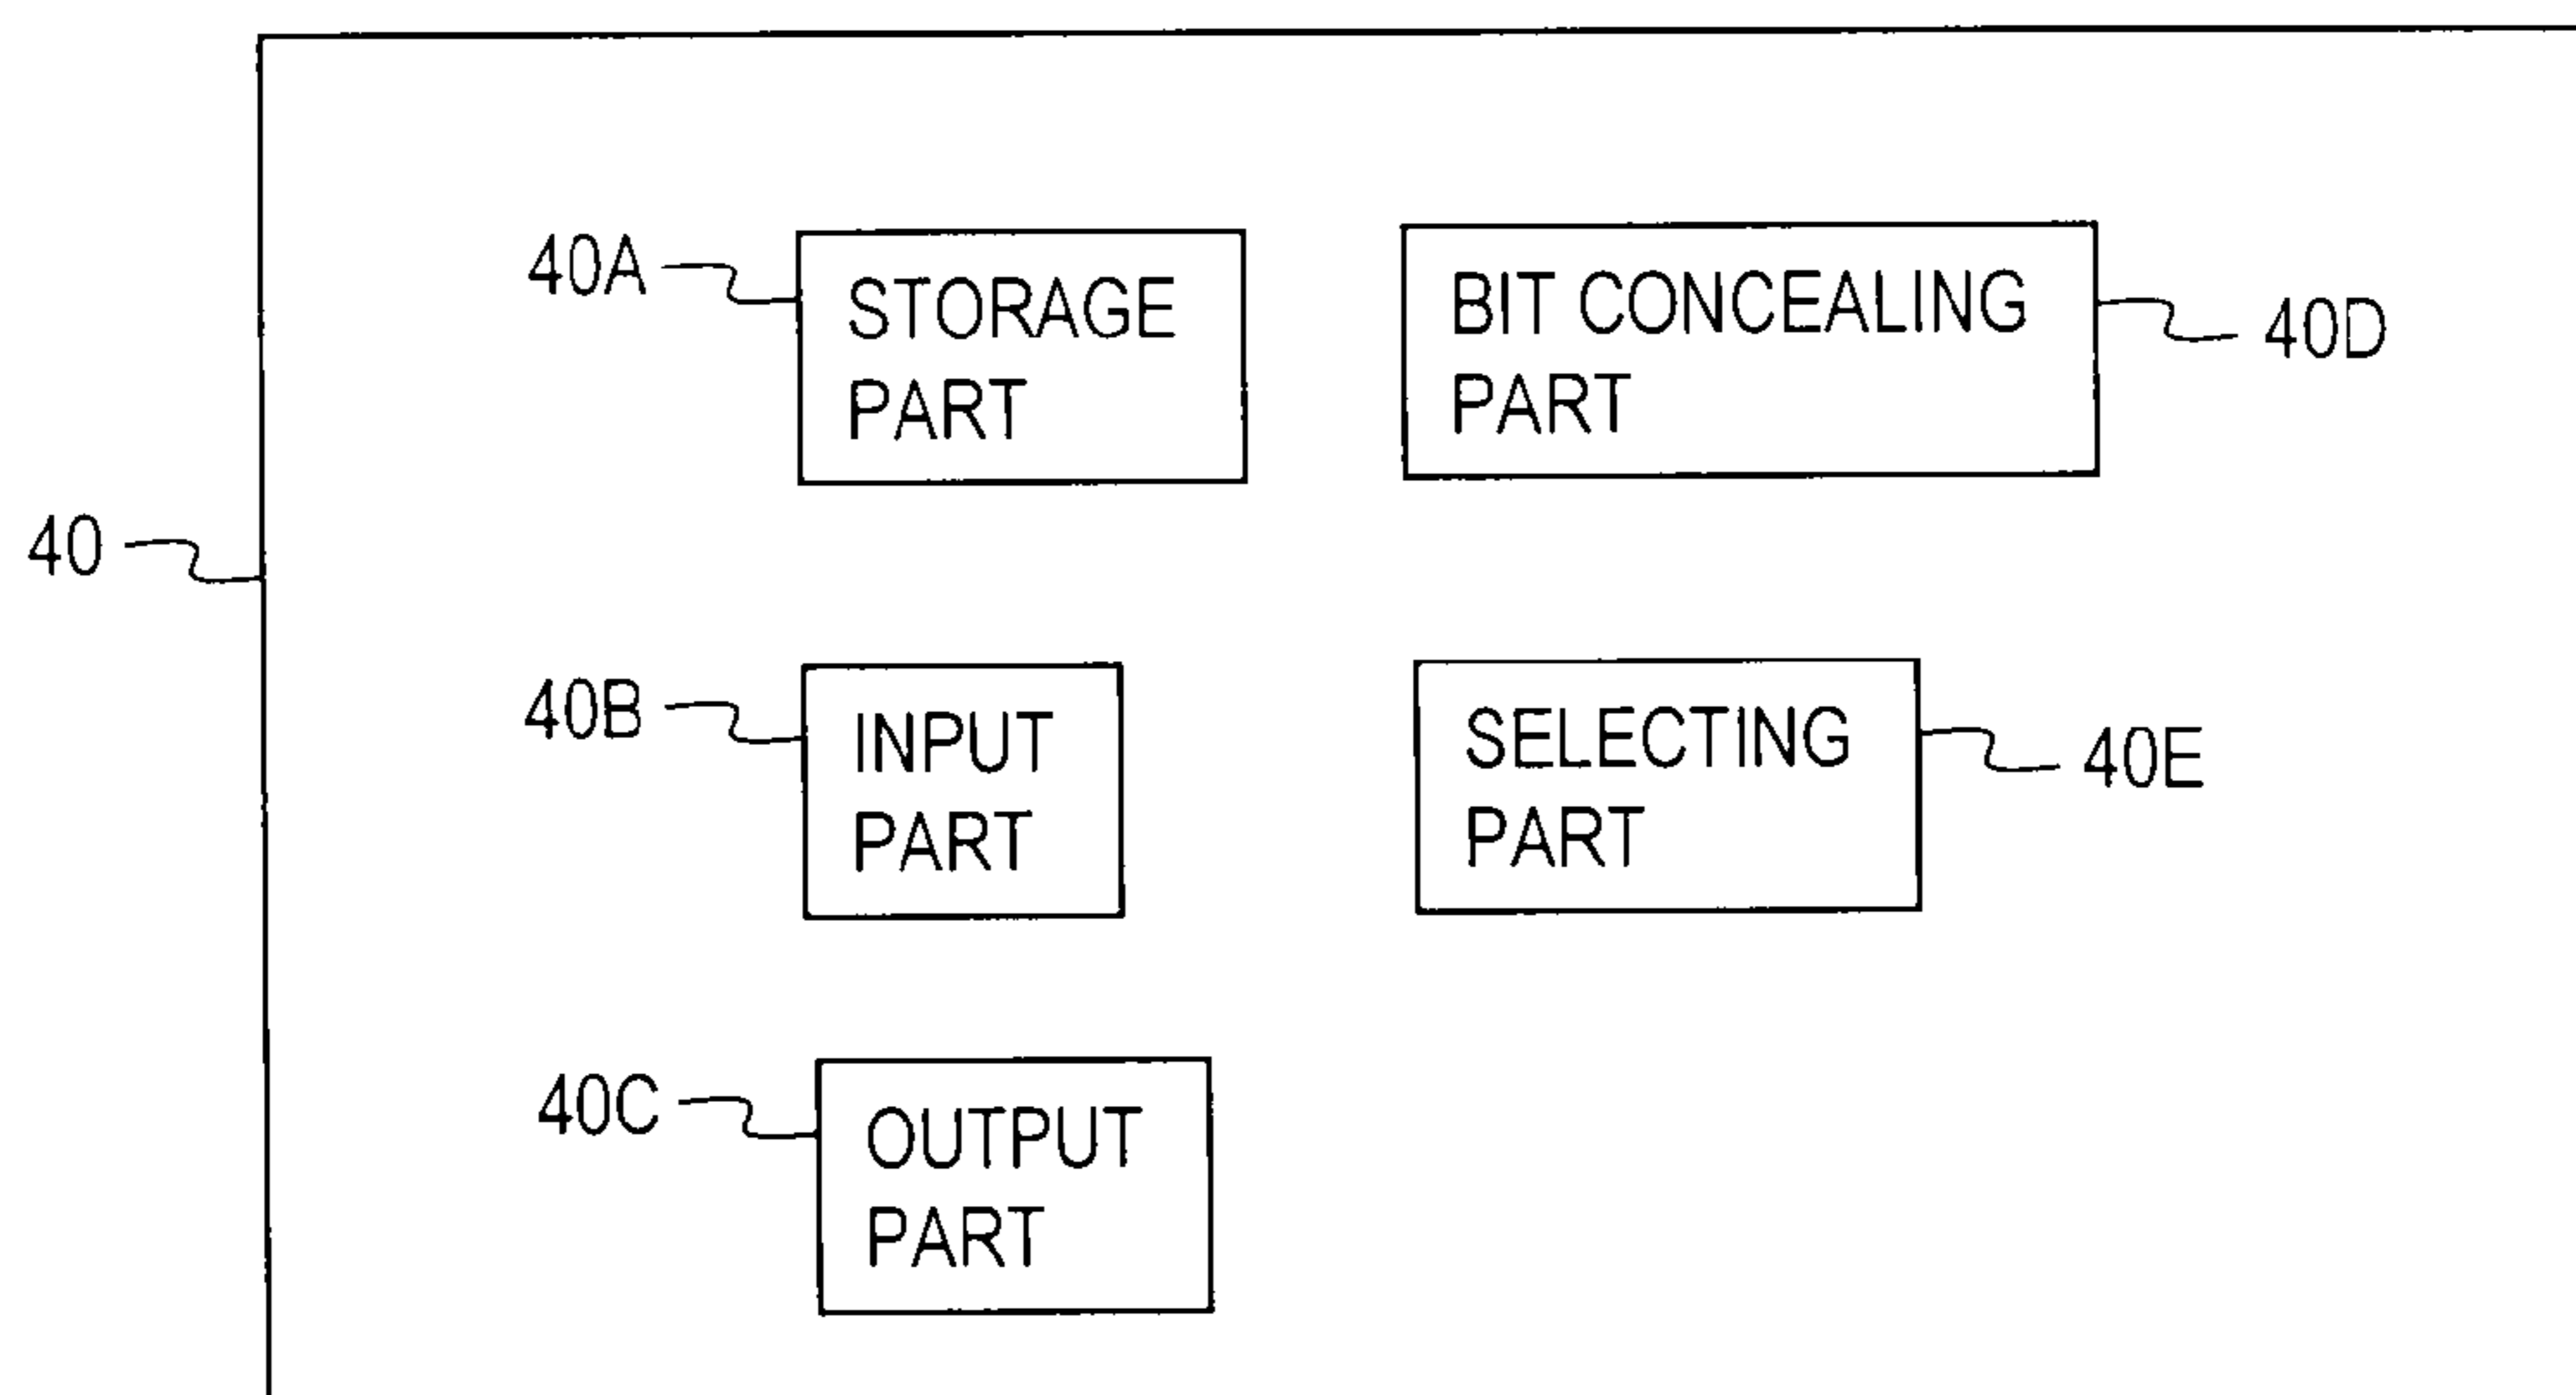 40
40A
STORAGE
PART
BIT CONCEALING
PART
40D
40B
INPUT
PART
SELECTING
PART
40E
40C
OUTPUT
PART